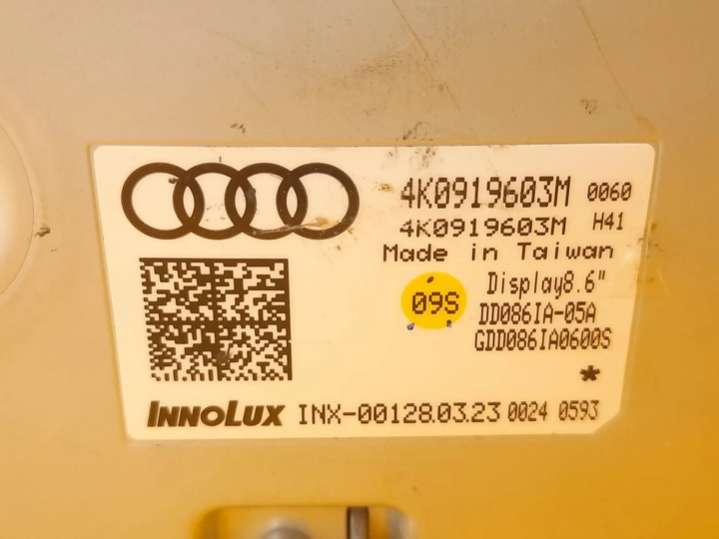 4K0919603M 0060
4K0919603M H41
Made in Taiwan
Display8.6"
09S
DD086IA-05A
GDD086IA0600S
*
INNOLUX INX-00128.03.23 0024 0593